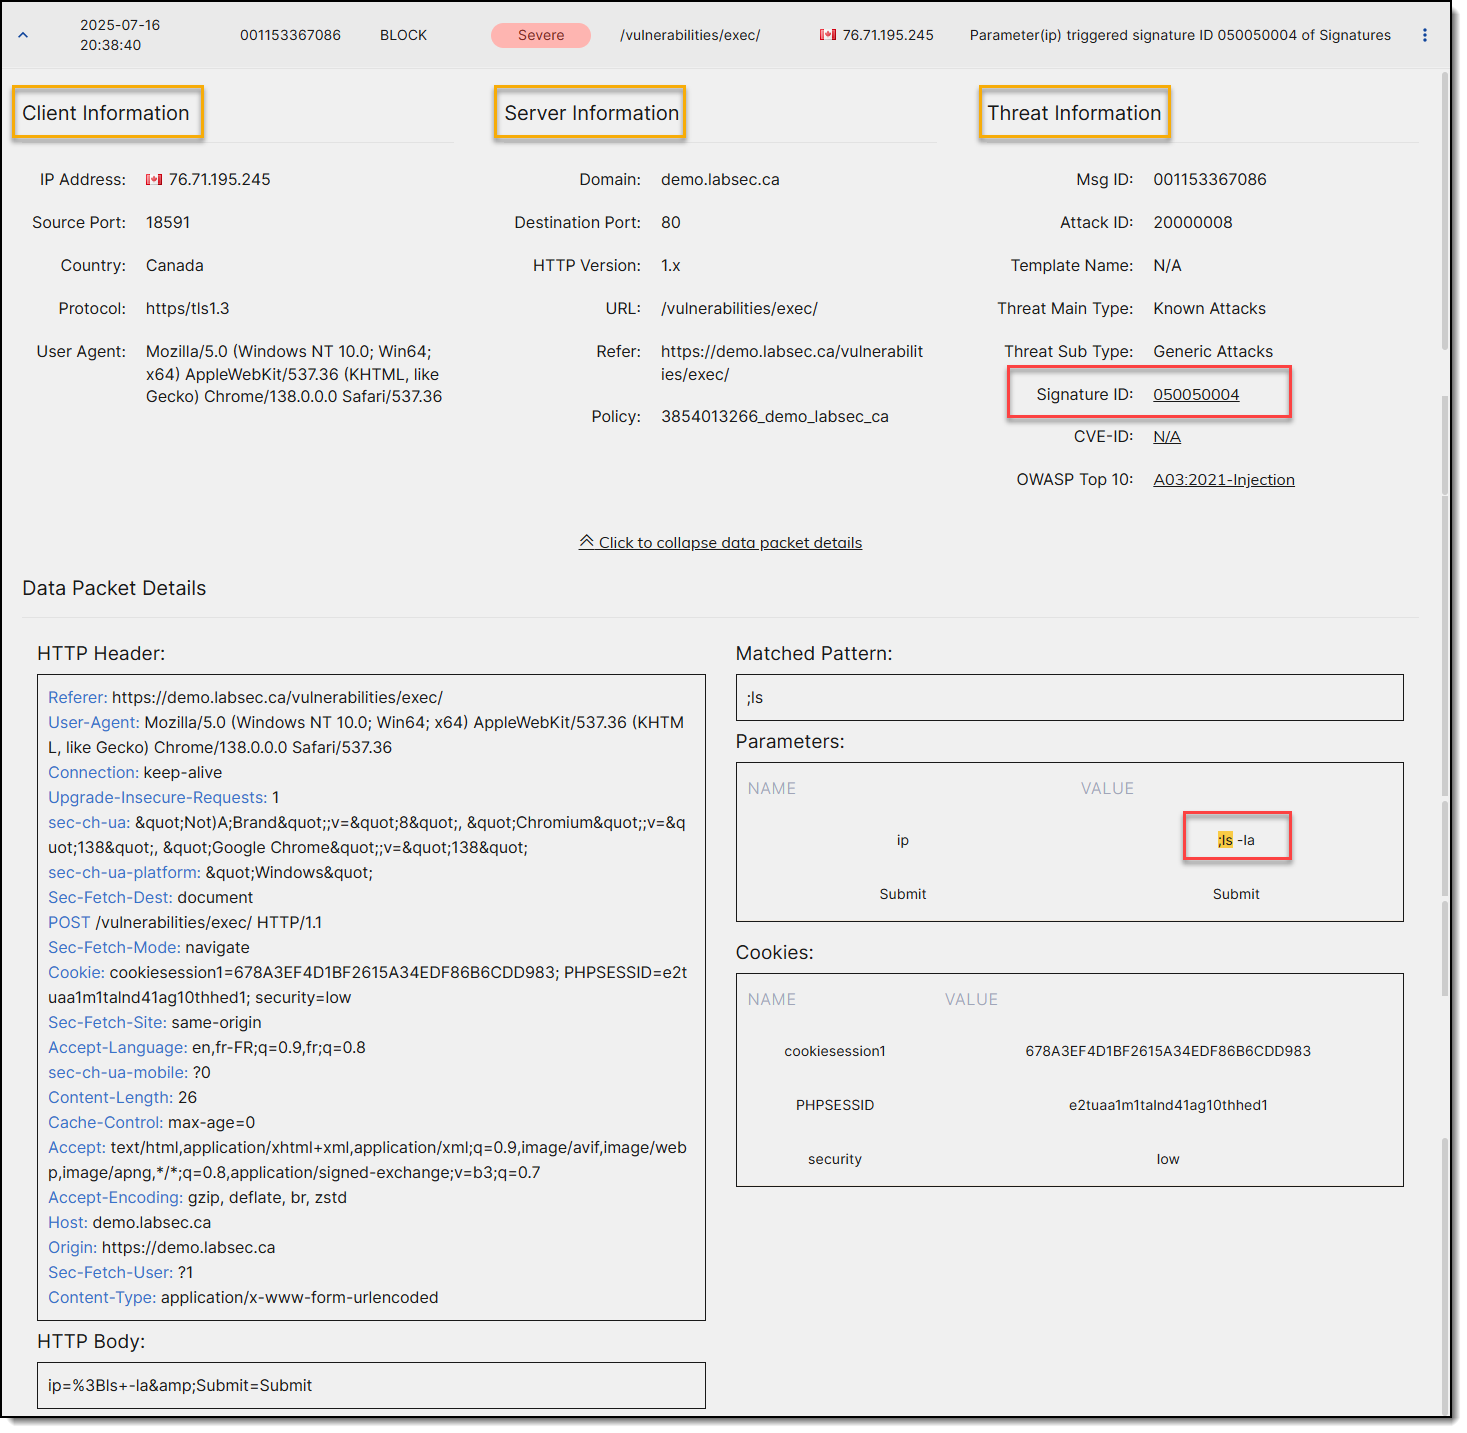 2025-07-16
20:38:40
001153367086
BLOCK
Severe
/vulnerabilities/exec/
76.71.195.245
Parameter(ip) triggered signature ID 050050004 of Signatures
Client Information
IP Address: 76.71.195.245
Source Port: 18591
Country: Canada
Protocol: https/tls1.3
User Agent: Mozilla/5.0 (Windows NT 10.0; Win64;
x64) AppleWebKit/537.36 (KHTML, like
Gecko) Chrome/138.0.0.0 Safari/537.36
Server Information
Domain: demo.labsec.ca
Destination Port: 80
HTTP Version: 1.x
URL: /vulnerabilities/exec/
Refer: https://demo.labsec.ca/vulnerabilit
ies/exec/
Policy: 3854013266_demo_labsec_ca
Threat Information
Msg ID: 001153367086
Attack ID: 20000008
Template Name: N/A
Threat Main Type: Known Attacks
Threat Sub Type: Generic Attacks
Signature ID: 050050004
CVE-ID: N/A
OWASP Top 10: A03:2021-Injection
Click to collapse data packet details
Data Packet Details
HTTP Header:
Referer: https://demo.labsec.ca/vulnerabilities/exec/
User-Agent: Mozilla/5.0 (Windows NT 10.0; Win64; x64) AppleWebKit/537.36 (KHTM
L, like Gecko) Chrome/138.0.0.0 Safari/537.36
Connection: keep-alive
Upgrade-Insecure-Requests: 1
sec-ch-ua: &quot;Not)A;Brand&quot;;v=&quot;8&quot;, &quot;Chromium&quot;;v=&q
uot;138&quot;, &quot;Google Chrome&quot;;v=&quot;138&quot;
sec-ch-ua-platform: &quot;Windows&quot;
Sec-Fetch-Dest: document
POST /vulnerabilities/exec/ HTTP/1.1
Sec-Fetch-Mode: navigate
Cookie: cookiesession1=678A3EF4D1BF2615A34EDF86B6CDD983; PHPSESSID=e2t
uaa1m1talnd41ag10thhed1; security=low
Sec-Fetch-Site: same-origin
Accept-Language: en,fr-FR;q=0.9,fr;q=0.8
sec-ch-ua-mobile: ?0
Content-Length: 26
Cache-Control: max-age=0
Accept: text/html,application/xhtml+xml,application/xml;q=0.9,image/avif,image/web
p,image/apng,*/*;q=0.8,application/signed-exchange;v=b3;q=0.7
Accept-Encoding: gzip, deflate, br, zstd
Host: demo.labsec.ca
Origin: https://demo.labsec.ca
Sec-Fetch-User: ?1
Content-Type: application/x-www-form-urlencoded
HTTP Body:
ip=%3Bls+-la&amp;Submit=Submit
Matched Pattern:
;ls
Parameters:
NAME VALUE
ip ;ls -la
Submit Submit
Cookies:
NAME VALUE
cookiesession1 678A3EF4D1BF2615A34EDF86B6CDD983
PHPSESSID e2tuaa1m1talnd41ag10thhed1
security low